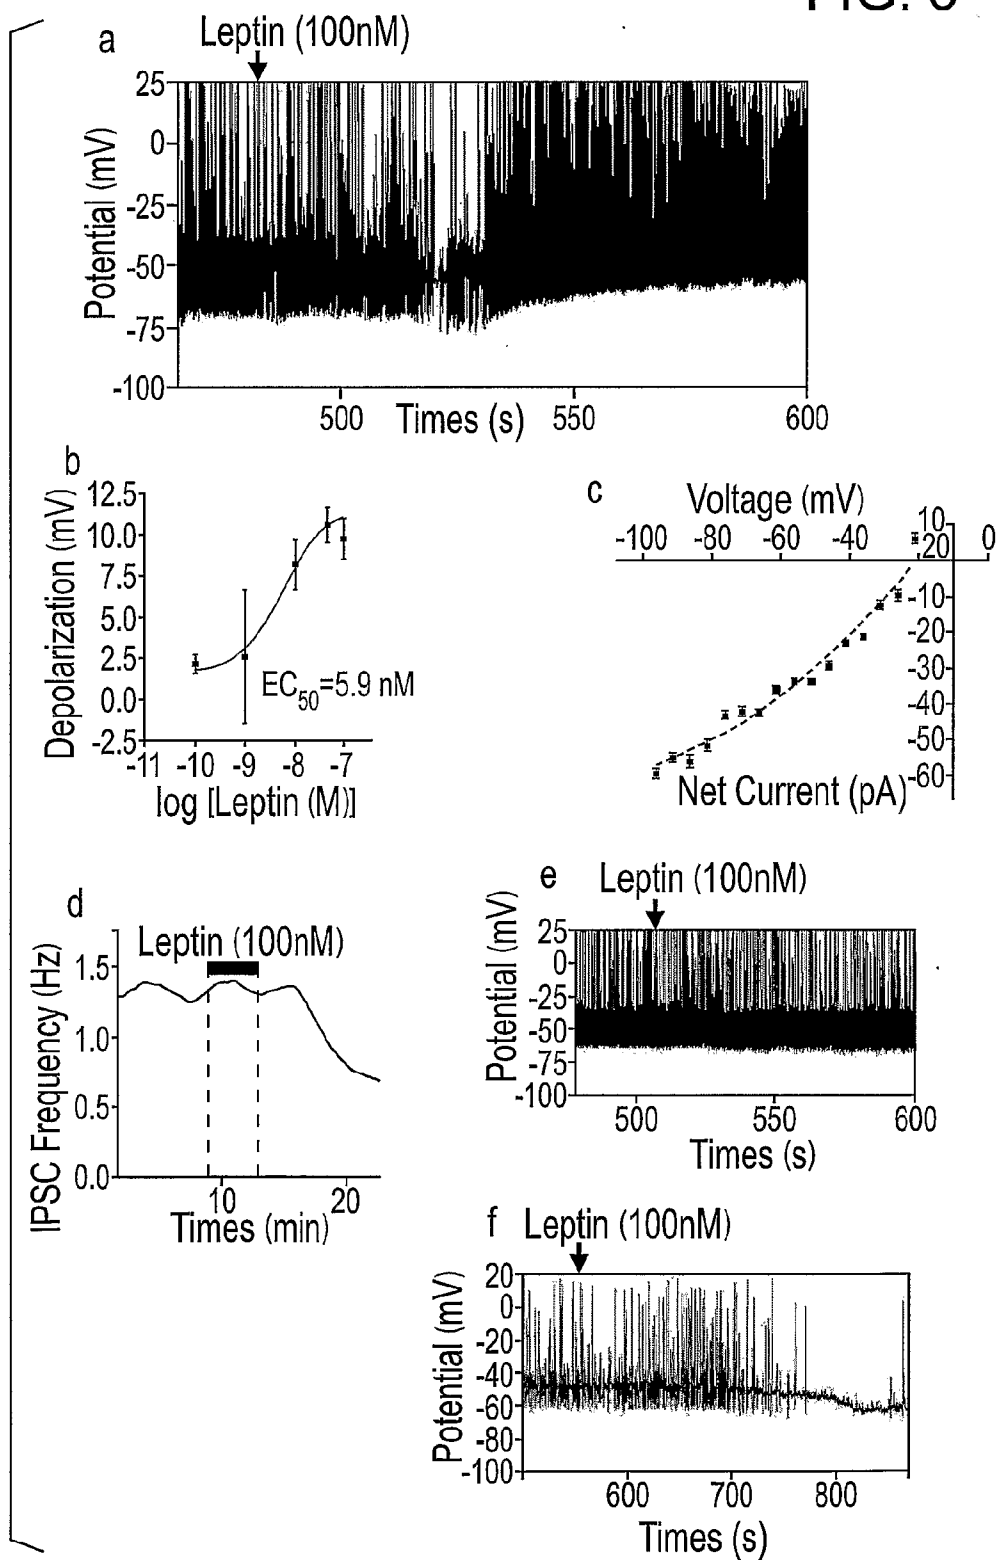 FIG. 6
a
Leptin (100nM)
Potential (mV)
25
0
-25
-50
-75
-100
500
550
600
Times (s)
b
Depolarization (mV)
12.5
10.0
7.5
5.0
2.5
0.0
-2.5
EC50=5.9 nM
-11
-10
-9
-8
-7
log [Leptin (M)]
c
Voltage (mV)
-100
-80
-60
-40
20
0
10
-10
-20
-30
-40
-50
-60
Net Current (pA)
d
Leptin (100nM)
IPSC Frequency (Hz)
1.5
1.0
0.5
0.0
10
20
Times (min)
e
Leptin (100nM)
Potential (mV)
25
0
-25
-50
-75
-100
500
550
600
Times (s)
f
Leptin (100nM)
Potential (mV)
20
0
-20
-40
-60
-80
-100
600
700
800
Times (s)